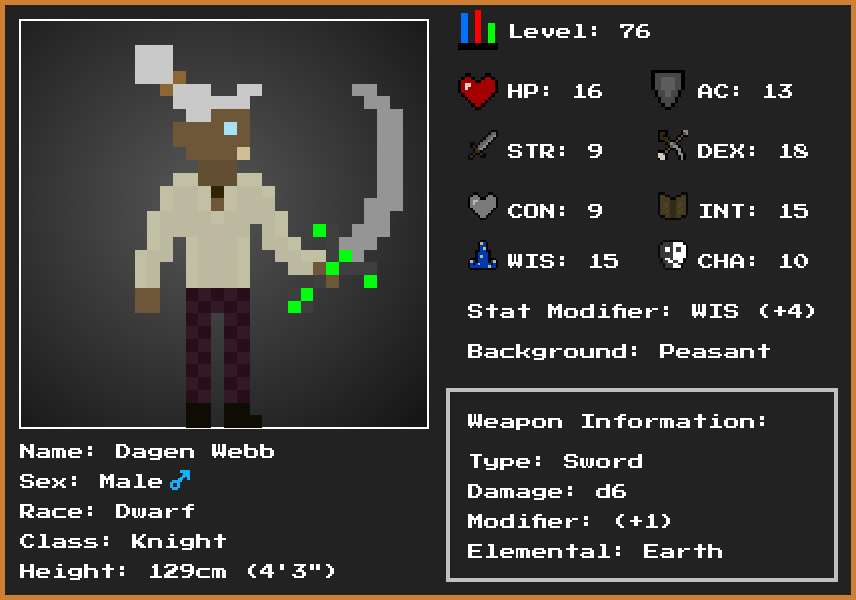 Level: 76
HP: 16
AC: 13
STR: 9
DEX: 18
CON: 9
INT: 15
WIS: 15
CHA: 10
Stat Modifier: WIS (+4)
Background: Peasant
Weapon Information:
Type: Sword
Damage: d6
Modifier: (+1)
Elemental: Earth
Name: Dagen Webb
Sex: Male♂
Race: Dwarf
Class: Knight
Height: 129cm (4'3")